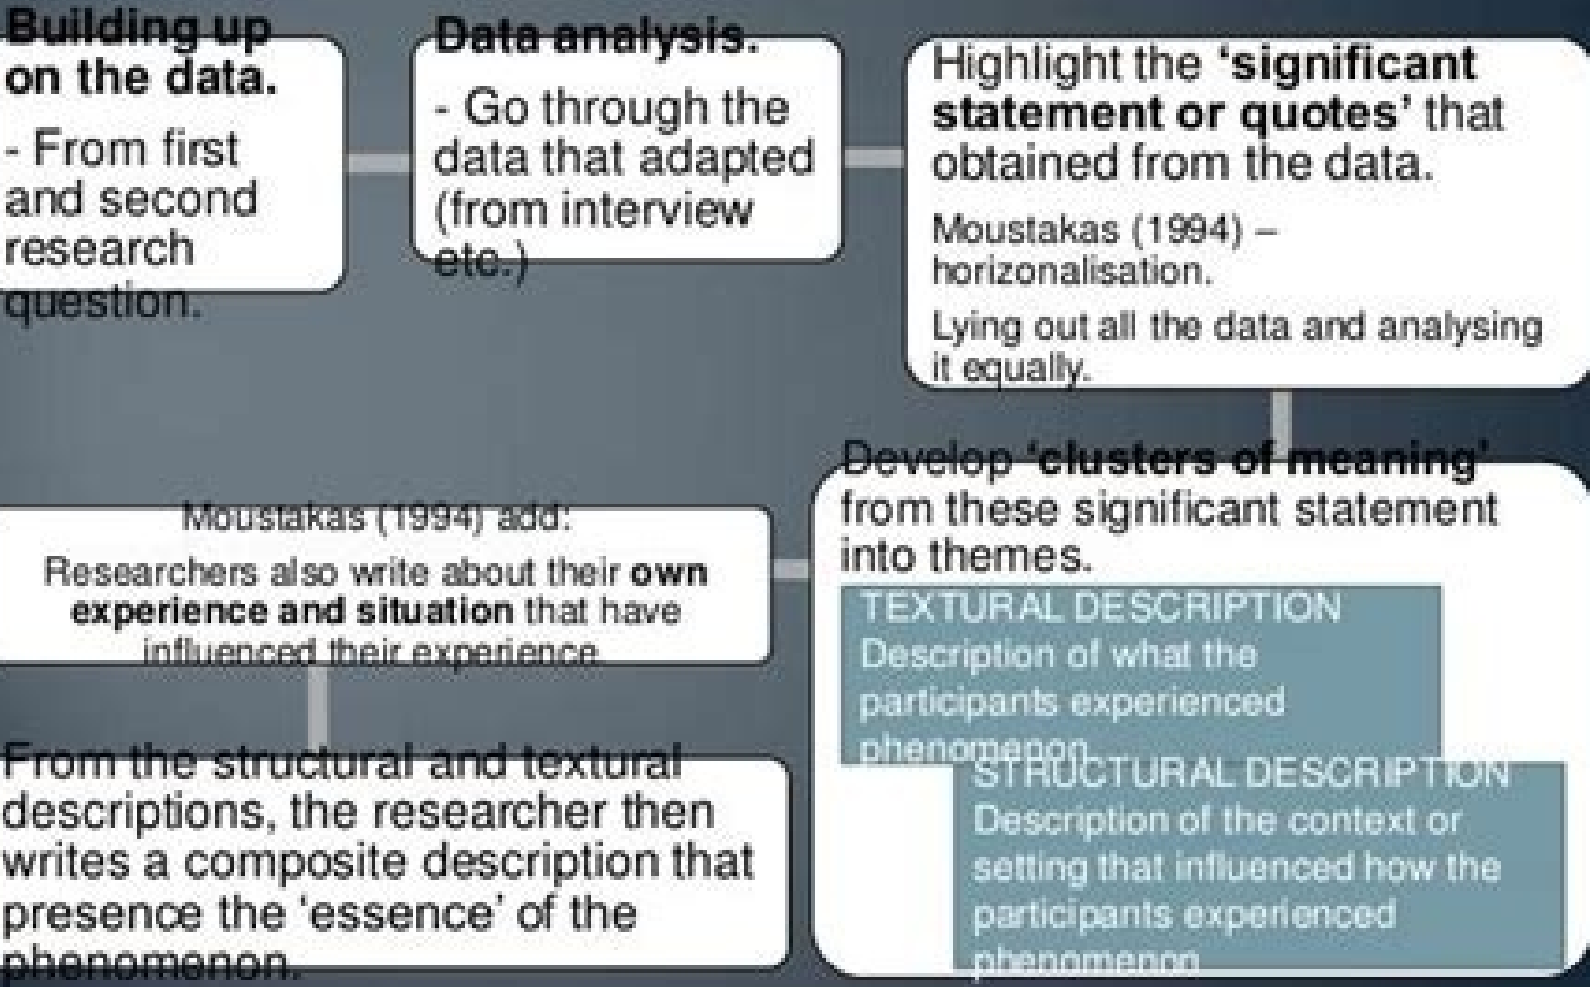 Building up
on the data.
- From first
and second
research
question.
Data analysis.
- Go through the
data that adapted
(from interview
etc.)
Highlight the ‘significant
statement or quotes’ that
obtained from the data.
Moustakas (1994) –
horizonalisation.
Lying out all the data and analysing
it equally.
Develop ‘clusters of meaning’
from these significant statement
into themes.
TEXTURAL DESCRIPTION
Description of what the
participants experienced
phenomenon
STRUCTURAL DESCRIPTION
Description of the context or
setting that influenced how the
participants experienced
phenomenon
Moustakas (1994) add:
Researchers also write about their own
experience and situation that have
influenced their experience
From the structural and textural
descriptions, the researcher then
writes a composite description that
presence the ‘essence’ of the
phenomenon.